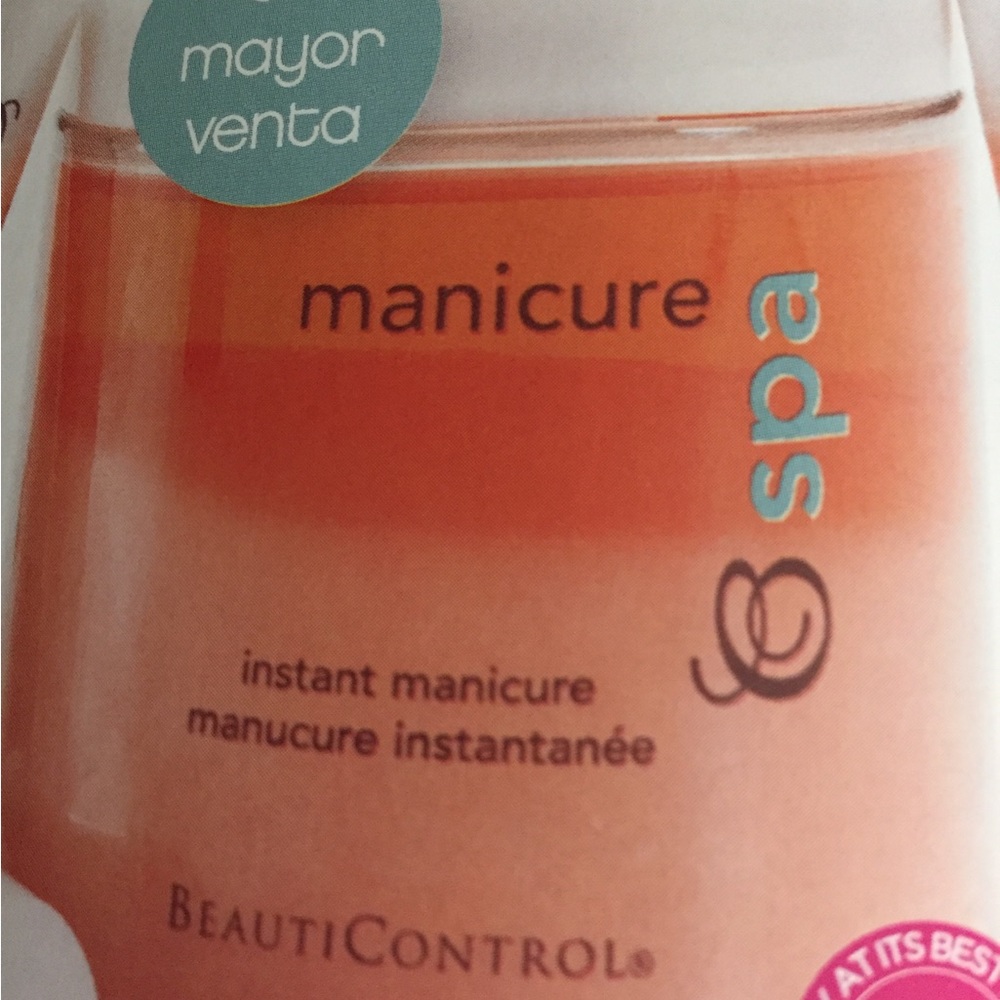 mayor
venta
manicure
spa
instant manicure
manucure instantanée
BEAUTICONTROL®
AT ITS BEST